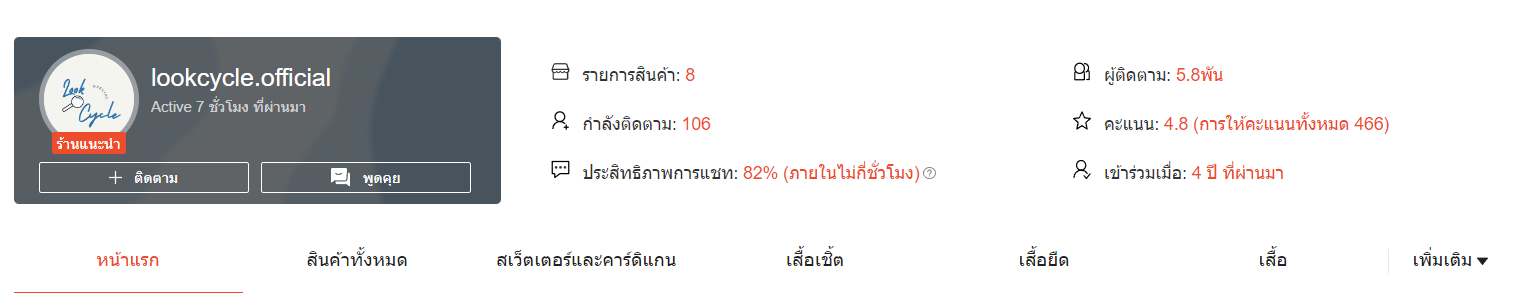 Look
OFFICIAL
Cycle
ร้านแนะนำ
lookcycle.official
Active 7 ชั่วโมง ที่ผ่านมา
ติดตาม
พูดคุย
รายการสินค้า: 8
ผู้ติดตาม: 5.8พัน
กำลังติดตาม: 106
คะแนน: 4.8 (การให้คะแนนทั้งหมด 466)
ประสิทธิภาพการแชท: 82% (ภายในไม่กี่ชั่วโมง) ?
เข้าร่วมเมื่อ: 4 ปี ที่ผ่านมา
หน้าแรก สินค้าทั้งหมด สเว็ตเตอร์และคาร์ดิแกน เสื้อเชิ้ต เสื้อยืด เสื้อ เพิ่มเติม